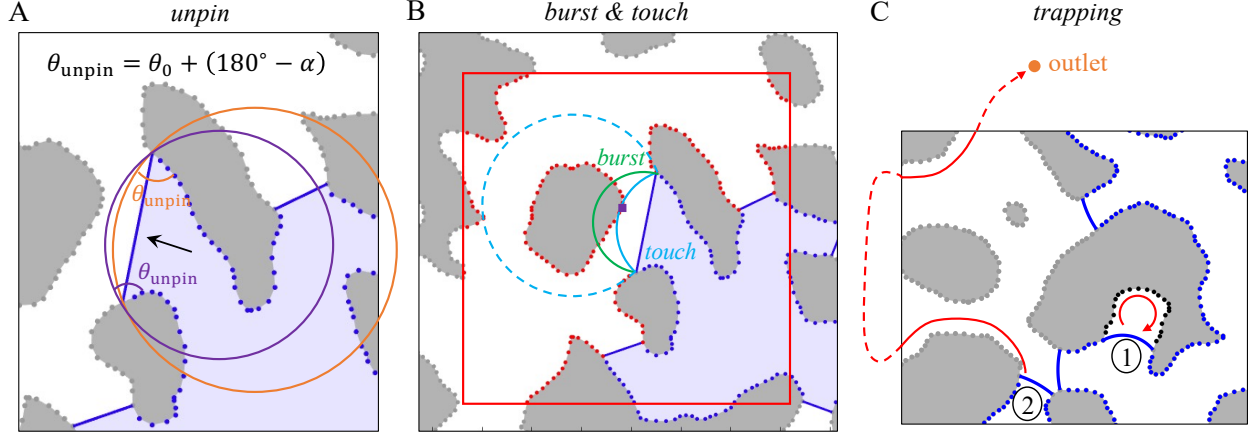 A
unpin
θunpin = θ0 + (180° − α)
θunpin
θunpin
B
burst & touch
burst
touch
C
trapping
outlet
1
2